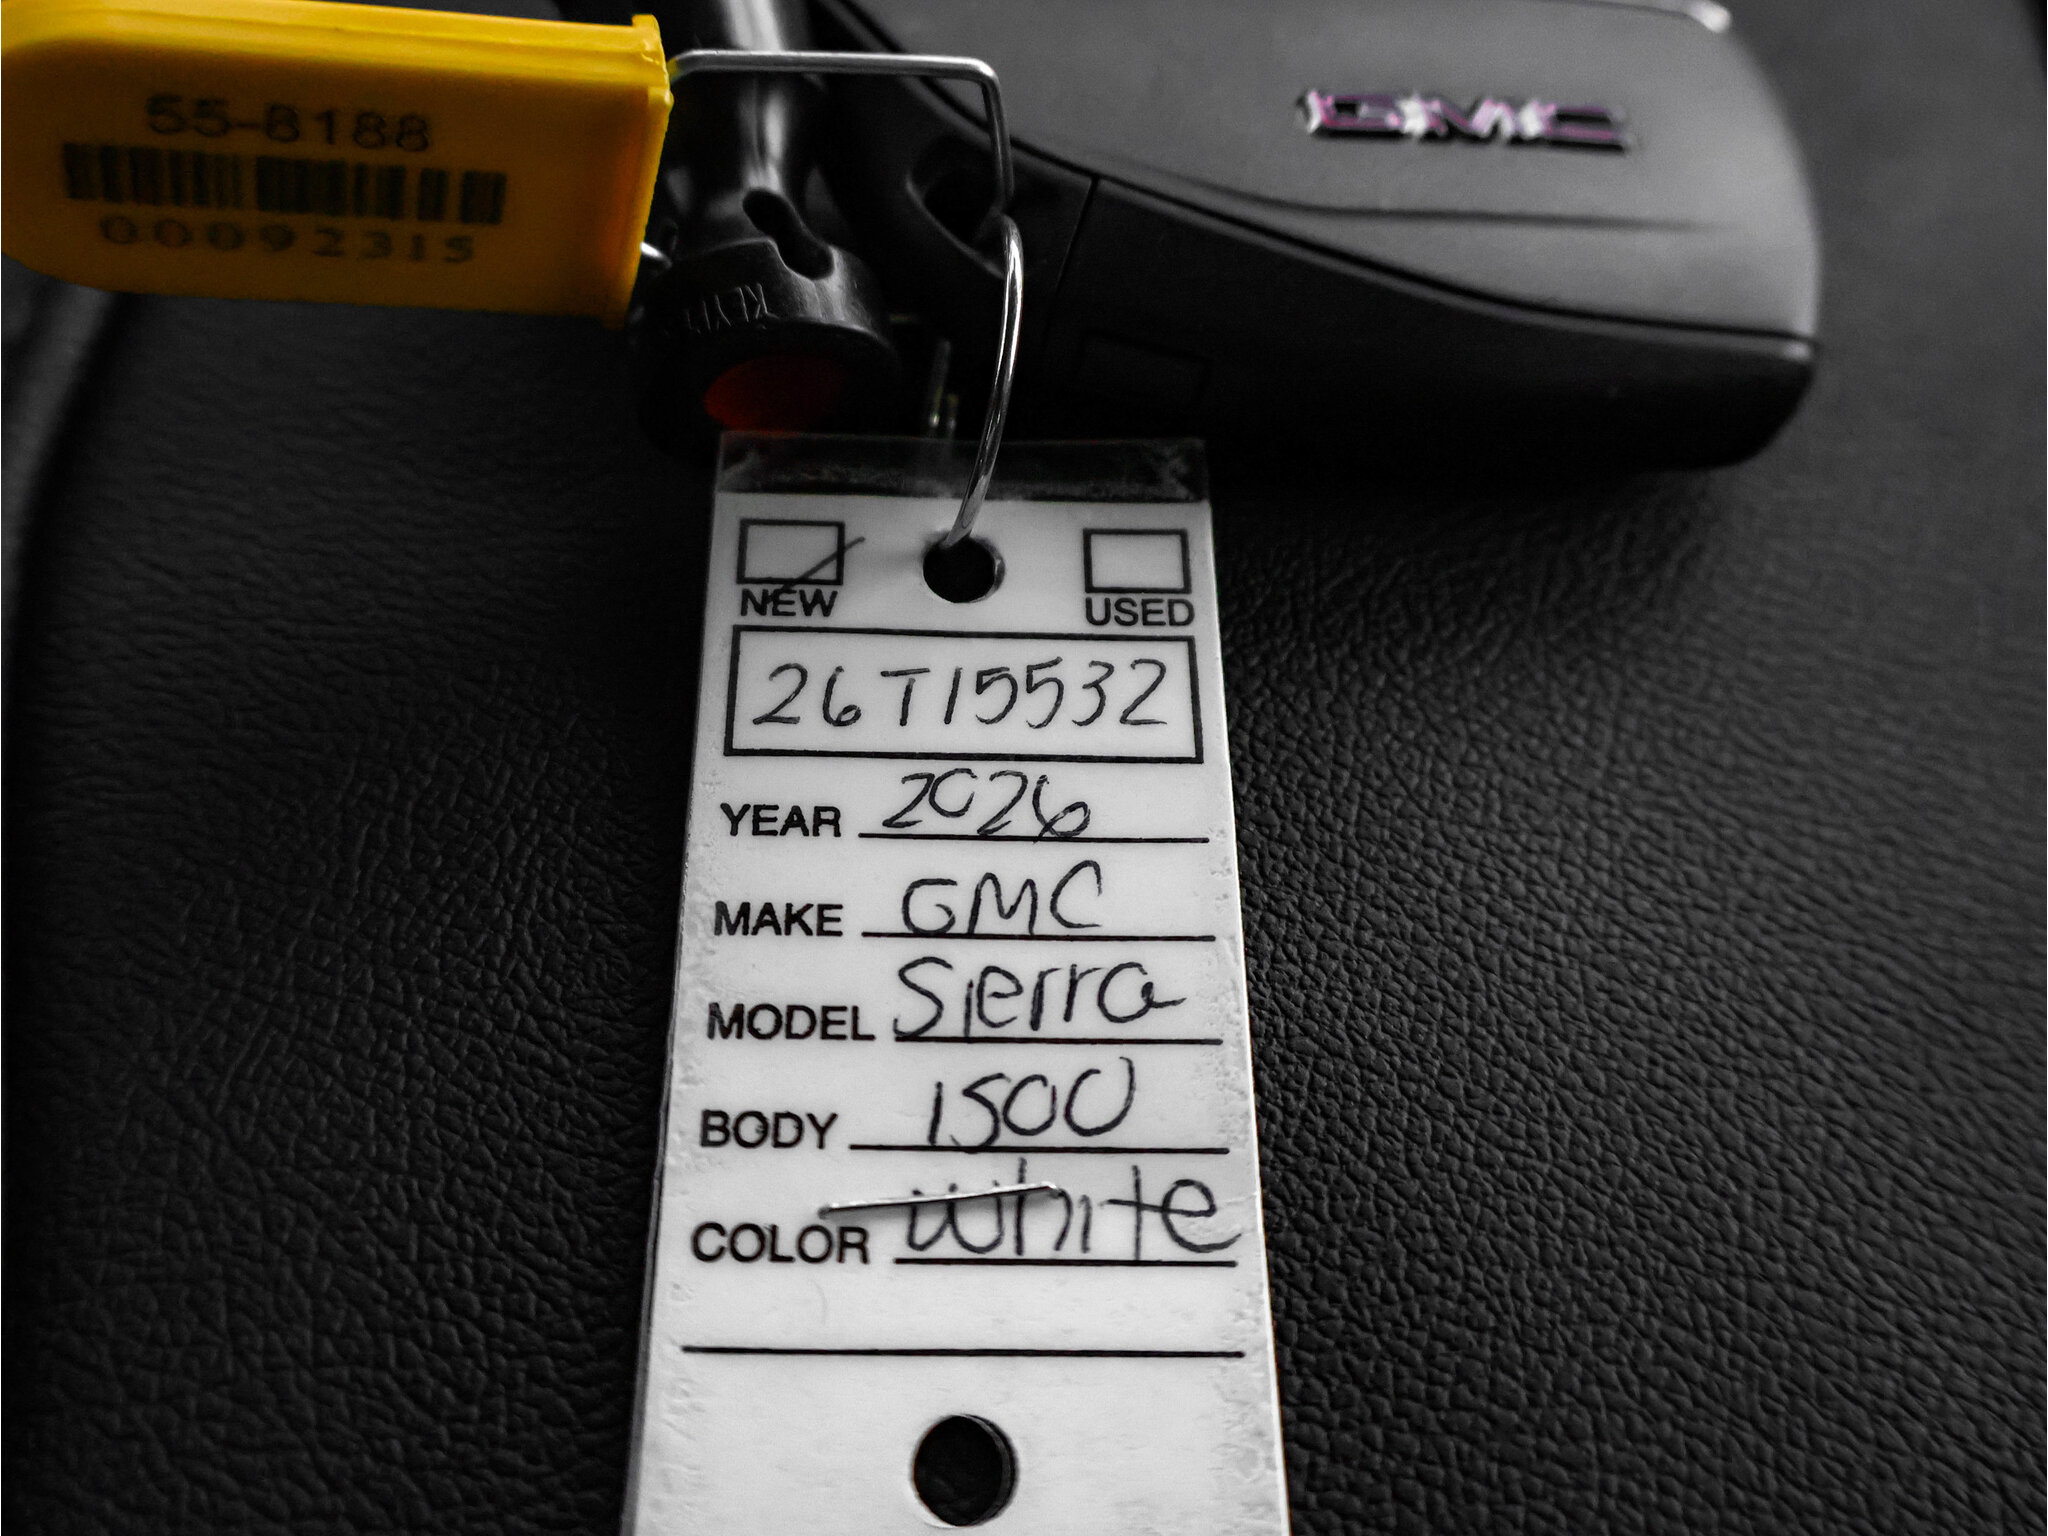 55-8188
00092315
GMC
NEW USED
26T15532
YEAR 2026
MAKE GMC
MODEL Sierra
BODY 1500
COLOR White